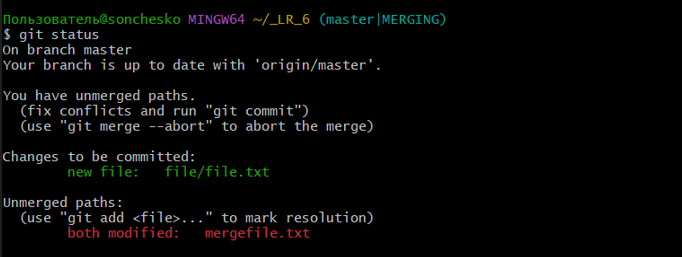 Пользователь@sonchesko MINGW64 ~/_LR_6 (master|MERGING)
$ git status
On branch master
Your branch is up to date with 'origin/master'.
You have unmerged paths.
(fix conflicts and run "git commit")
(use "git merge --abort" to abort the merge)
Changes to be committed:
new file: file/file.txt
Unmerged paths:
(use "git add <file>..." to mark resolution)
both modified: mergefile.txt